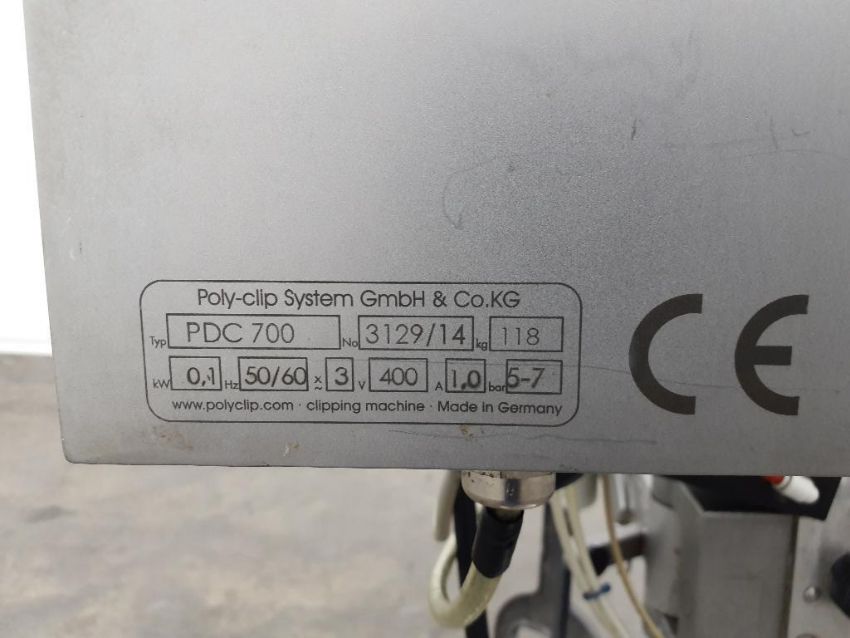 Poly-clip System GmbH & Co.KG
Typ PDC 700 No 3129/14 kg 118
kW 0,1 Hz 50/60 x ~ 3 V 400 A 1,0 bar 5-7
www.polyclip.com · clipping machine · Made in Germany
CE